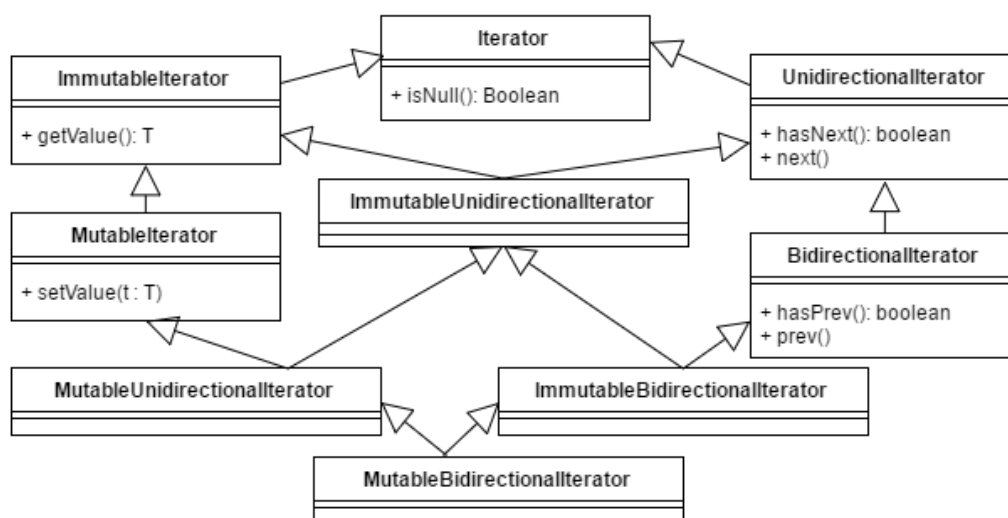 Iterator
+ isNull(): Boolean
ImmutableIterator
+ getValue(): T
UnidirectionalIterator
+ hasNext(): boolean
+ next()
ImmutableUnidirectionalIterator
MutableIterator
+ setValue(t : T)
BidirectionalIterator
+ hasPrev(): boolean
+ prev()
MutableUnidirectionalIterator
ImmutableBidirectionalIterator
MutableBidirectionalIterator